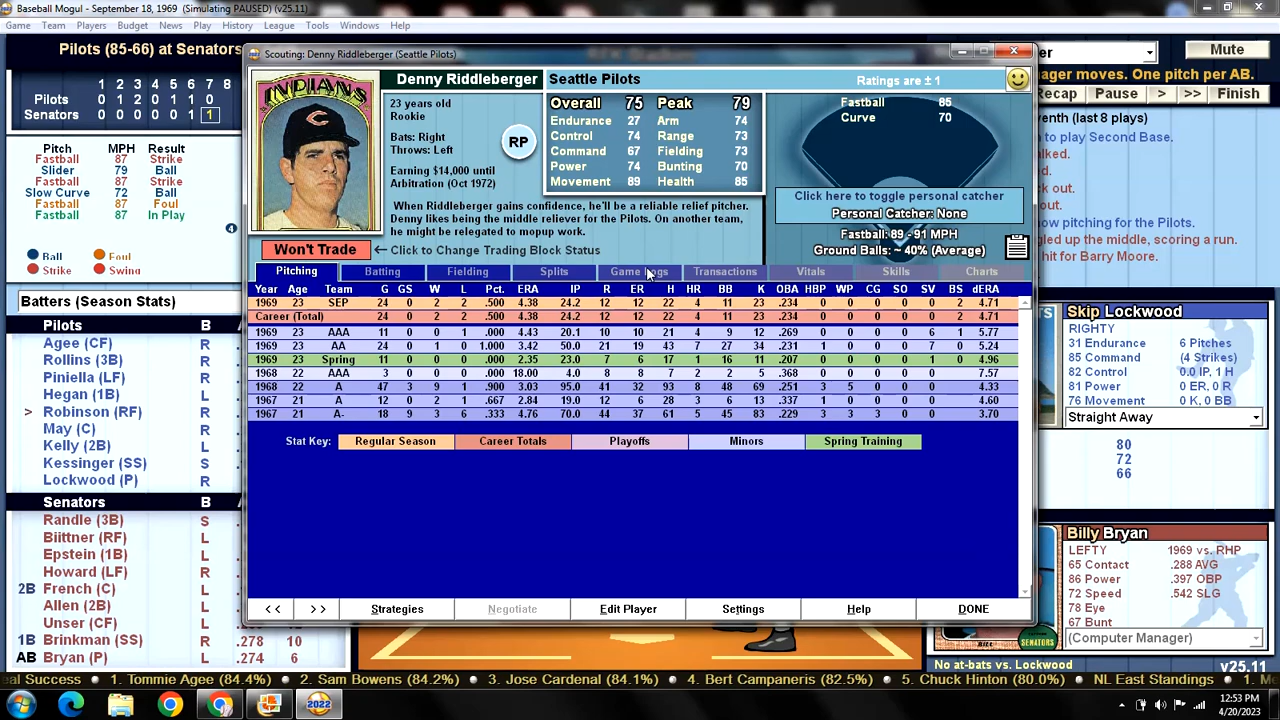 Baseball Mogul - September 18, 1969 (Simulating PAUSED) (v25.11)
Game Team Players Budget News Play History League Tools Windows Help
Pilots (85-66) at Senators
1 2 3 4 5 6 7 8
Pilots 0 1 2 0 1 1 0
Senators 0 0 0 0 0 1 1
Pitch MPH Result
Fastball 87 Strike
Slider 79 Ball
Fastball 87 Strike
Slow Curve 72 Ball
Fastball 87 Foul
Fastball 87 In Play
4
Ball Foul
Strike Swing
Batters (Season Stats)
Pilots B
Agee (CF) R
Rollins (3B) R
Piniella (LF) R
Hegan (1B) L
> Robinson (RF) R
May (C) L
Kelly (2B) R
Kessinger (SS) S
Lockwood (P) R
Senators B
Randle (3B) S
Biittner (RF) L
Epstein (1B) L
Howard (LF) R
2B French (C) L
Allen (2B) R
Unser (CF) L
1B Brinkman (SS) R .278 10
AB Bryan (P) L .274 6
Scouting: Denny Riddleberger (Seattle Pilots)
INDIANS
Denny Riddleberger
23 years old
Rookie
Bats: Right
Throws: Left
Earning $14,000 until
Arbitration (Oct 1972)
RP
Seattle Pilots
Ratings are ± 1
Overall 75 Peak 79
Endurance 27 Arm 74
Control 74 Range 73
Command 67 Fielding 73
Power 74 Bunting 70
Movement 89 Health 85
Fastball 85
Curve 70
When Riddleberger gains confidence, he'll be a reliable relief pitcher.
Denny likes being the middle reliever for the Pilots. On another team,
he might be relegated to mopup work.
Click here to toggle personal catcher
Personal Catcher: None
Fastball: 89 - 91 MPH
Ground Balls: ~ 40% (Average)
Won't Trade Click to Change Trading Block Status
Pitching Batting Fielding Splits Game Logs Transactions Vitals Skills Charts
Year Age Team G GS W L Pct. ERA IP R ER H HR BB K OBA HBP WP CG SO SV BS dERA
1969 23 SEP 24 0 2 2 .500 4.38 24.2 12 12 22 4 11 23 .234 0 0 0 0 0 2 4.71
Career (Total) 24 0 2 2 .500 4.38 24.2 12 12 22 4 11 23 .234 0 0 0 0 0 2 4.71
1969 23 AAA 14 0 0 1 .000 4.43 20.1 10 10 21 4 9 12 .269 0 0 0 0 6 1 5.77
1969 23 AA 24 0 1 0 1.000 3.42 50.0 21 19 43 7 27 34 .231 1 0 0 0 7 0 5.24
1969 23 Spring 11 0 0 0 .000 2.35 23.0 7 6 17 1 16 11 .207 0 0 0 0 1 0 4.96
1968 22 AAA 3 0 0 0 .000 18.00 4.0 8 8 7 2 2 5 .368 0 0 0 0 0 0 7.57
1968 22 A 47 3 9 1 .900 3.03 95.0 41 32 93 8 48 69 .251 3 5 0 0 0 0 4.33
1967 21 A 12 0 2 1 .667 2.84 19.0 12 6 28 3 6 13 .337 1 0 0 0 0 0 4.60
1967 21 A- 18 9 3 6 .333 4.76 70.0 44 37 61 5 45 83 .229 3 3 3 0 0 0 3.70
Stat Key: Regular Season Career Totals Playoffs Minors Spring Training
<< >> Strategies Negotiate Edit Player Settings Help DONE
Mute
One pitch per AB.
Recap Pause > >> Finish
(last 8 plays)
to play Second Base.
Skip Lockwood
RIGHTY
31 Endurance 6 Pitches
85 Command (4 Strikes)
82 Control 0.0 IP, 1 H
81 Power 0 ER, 0 R
76 Movement 0 K, 0 BB
Straight Away
80
72
66
Billy Bryan
LEFTY 1969 vs. RHP
65 Contact .288 AVG
86 Power .397 OBP
72 Speed .542 SLG
78 Eye
67 Bunt
(Computer Manager)
SENATORS
No at-bats vs. Lockwood v25.11
eal Success • 1. Tommie Agee (84.4%) • 2. Sam Bowens (84.2%) • 3. Jose Cardenal (84.1%) • 4. Bert Campaneris (82.5%) • 5. Chuck Hinton (80.0%) • NL East Standings • 1. Me
2022
12:53 PM
4/20/2023